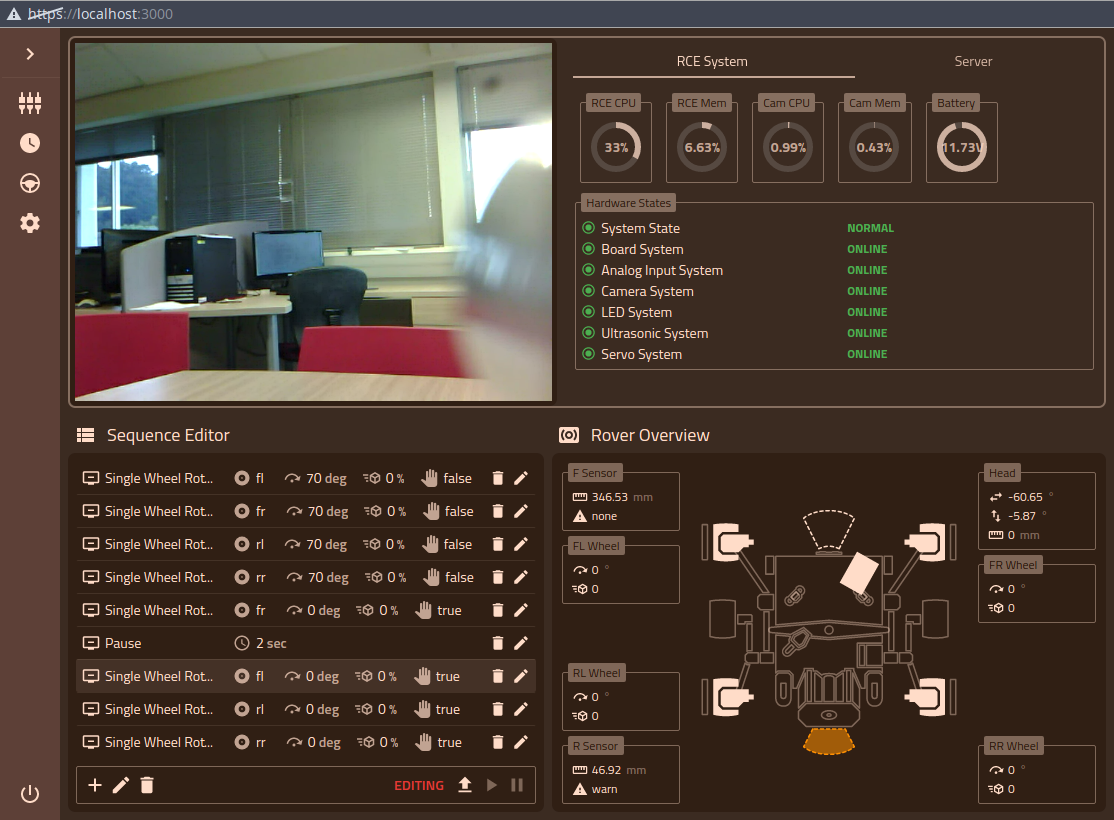 https://localhost:3000
RCE System Server
RCE CPU RCE Mem Cam CPU Cam Mem Battery
33% 6.63% 0.99% 0.43% 11.73V
Hardware States
System State NORMAL
Board System ONLINE
Analog Input System ONLINE
Camera System ONLINE
LED System ONLINE
Ultrasonic System ONLINE
Servo System ONLINE
Sequence Editor
Single Wheel Rot... fl 70 deg 0 % false
Single Wheel Rot... fr 70 deg 0 % false
Single Wheel Rot... rl 70 deg 0 % false
Single Wheel Rot... rr 70 deg 0 % false
Single Wheel Rot... fr 0 deg 0 % true
Pause 2 sec
Single Wheel Rot... fl 0 deg 0 % true
Single Wheel Rot... rl 0 deg 0 % true
Single Wheel Rot... rr 0 deg 0 % true
EDITING
Rover Overview
F Sensor
346.53 mm
none
FL Wheel
0 °
0
RL Wheel
0 °
0
R Sensor
46.92 mm
warn
Head
-60.65 °
-5.87 °
0 mm
FR Wheel
0 °
0
RR Wheel
0 °
0